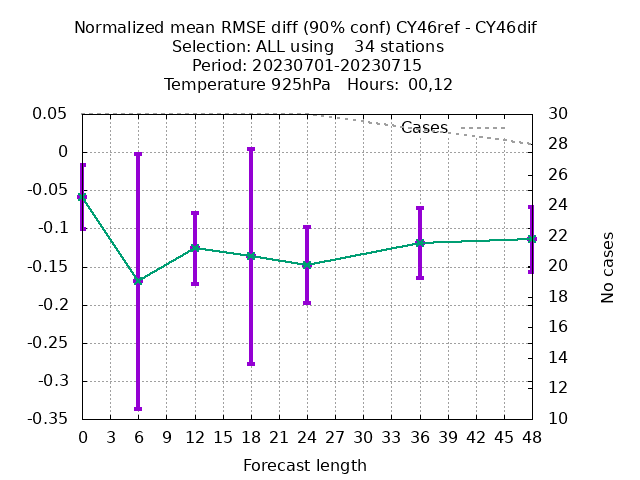 Normalized mean RMSE diff (90% conf) CY46ref - CY46dif
Selection: ALL using    34 stations
Period: 20230701-20230715
Temperature 925hPa   Hours:  00,12
0.05
0
-0.05
-0.1
-0.15
-0.2
-0.25
-0.3
-0.35
Cases
30
28
26
24
22
20
18
16
14
12
10
No cases
0 3 6 9 12 15 18 21 24 27 30 33 36 39 42 45 48
Forecast length